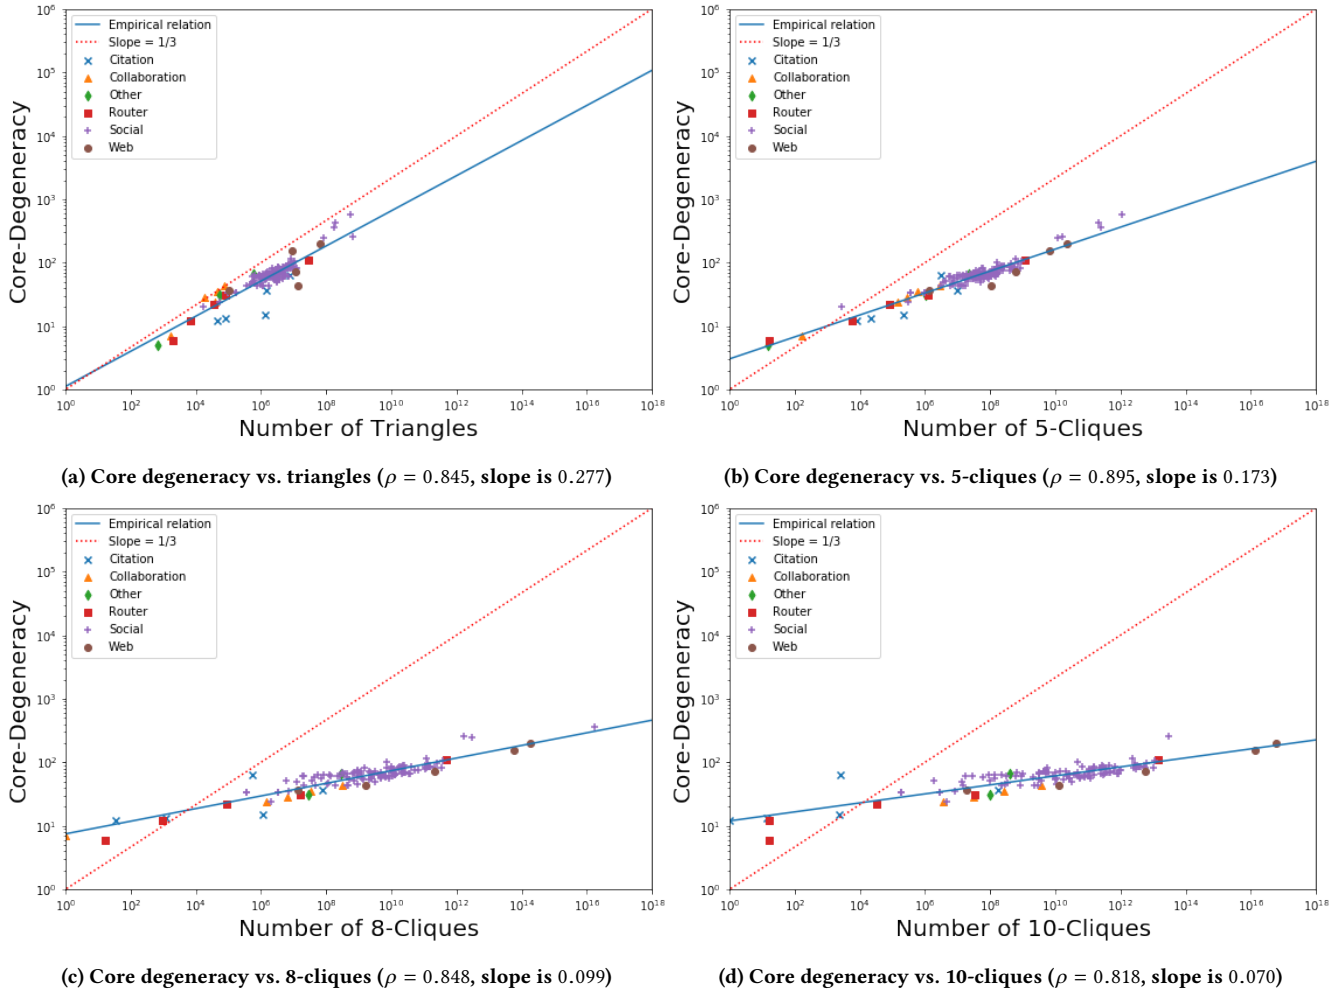 10^6
10^5
10^4
10^3
10^2
10^1
10^0
Core-Degeneracy
Empirical relation
Slope = 1/3
Citation
Collaboration
Other
Router
Social
Web
10^0 10^2 10^4 10^6 10^8 10^10 10^12 10^14 10^16 10^18
Number of Triangles
(a) Core degeneracy vs. triangles (ρ = 0.845, slope is 0.277)
10^6
10^5
10^4
10^3
10^2
10^1
10^0
Core-Degeneracy
Empirical relation
Slope = 1/3
Citation
Collaboration
Other
Router
Social
Web
10^0 10^2 10^4 10^6 10^8 10^10 10^12 10^14 10^16 10^18
Number of 5-Cliques
(b) Core degeneracy vs. 5-cliques (ρ = 0.895, slope is 0.173)
10^6
10^5
10^4
10^3
10^2
10^1
10^0
Core-Degeneracy
Empirical relation
Slope = 1/3
Citation
Collaboration
Other
Router
Social
Web
10^0 10^2 10^4 10^6 10^8 10^10 10^12 10^14 10^16 10^18
Number of 8-Cliques
(c) Core degeneracy vs. 8-cliques (ρ = 0.848, slope is 0.099)
10^6
10^5
10^4
10^3
10^2
10^1
10^0
Core-Degeneracy
Empirical relation
Slope = 1/3
Citation
Collaboration
Other
Router
Social
Web
10^0 10^2 10^4 10^6 10^8 10^10 10^12 10^14 10^16 10^18
Number of 10-Cliques
(d) Core degeneracy vs. 10-cliques (ρ = 0.818, slope is 0.070)